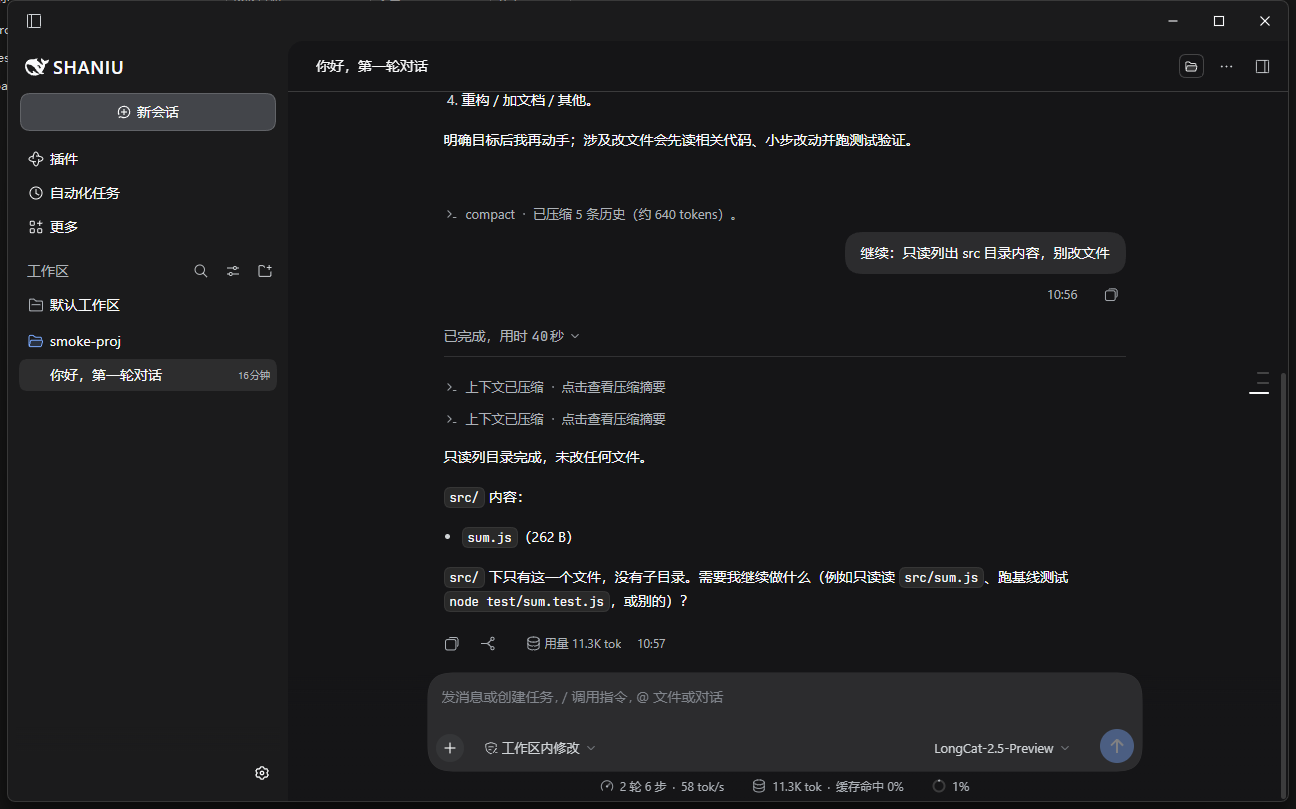 SHANIU
新会话
插件
自动化任务
更多
工作区
默认工作区
smoke-proj
你好，第一轮对话 16分钟
你好，第一轮对话
4. 重构 / 加文档 / 其他。
明确目标后我再动手；涉及改文件会先读相关代码、小步改动并跑测试验证。
compact · 已压缩 5 条历史（约 640 tokens）。
继续：只读列出 src 目录内容，别改文件
10:56
已完成，用时 40秒
上下文已压缩 · 点击查看压缩摘要
上下文已压缩 · 点击查看压缩摘要
只读列目录完成，未改任何文件。
src/ 内容：
• sum.js （262 B）
src/ 下只有这一个文件，没有子目录。需要我继续做什么（例如只读读 src/sum.js、跑基线测试
node test/sum.test.js，或别的）？
用量 11.3K tok 10:57
发消息或创建任务, / 调用指令, @ 文件或对话
工作区内修改 LongCat-2.5-Preview
2 轮 6 步 · 58 tok/s 11.3K tok · 缓存命中 0% 1%